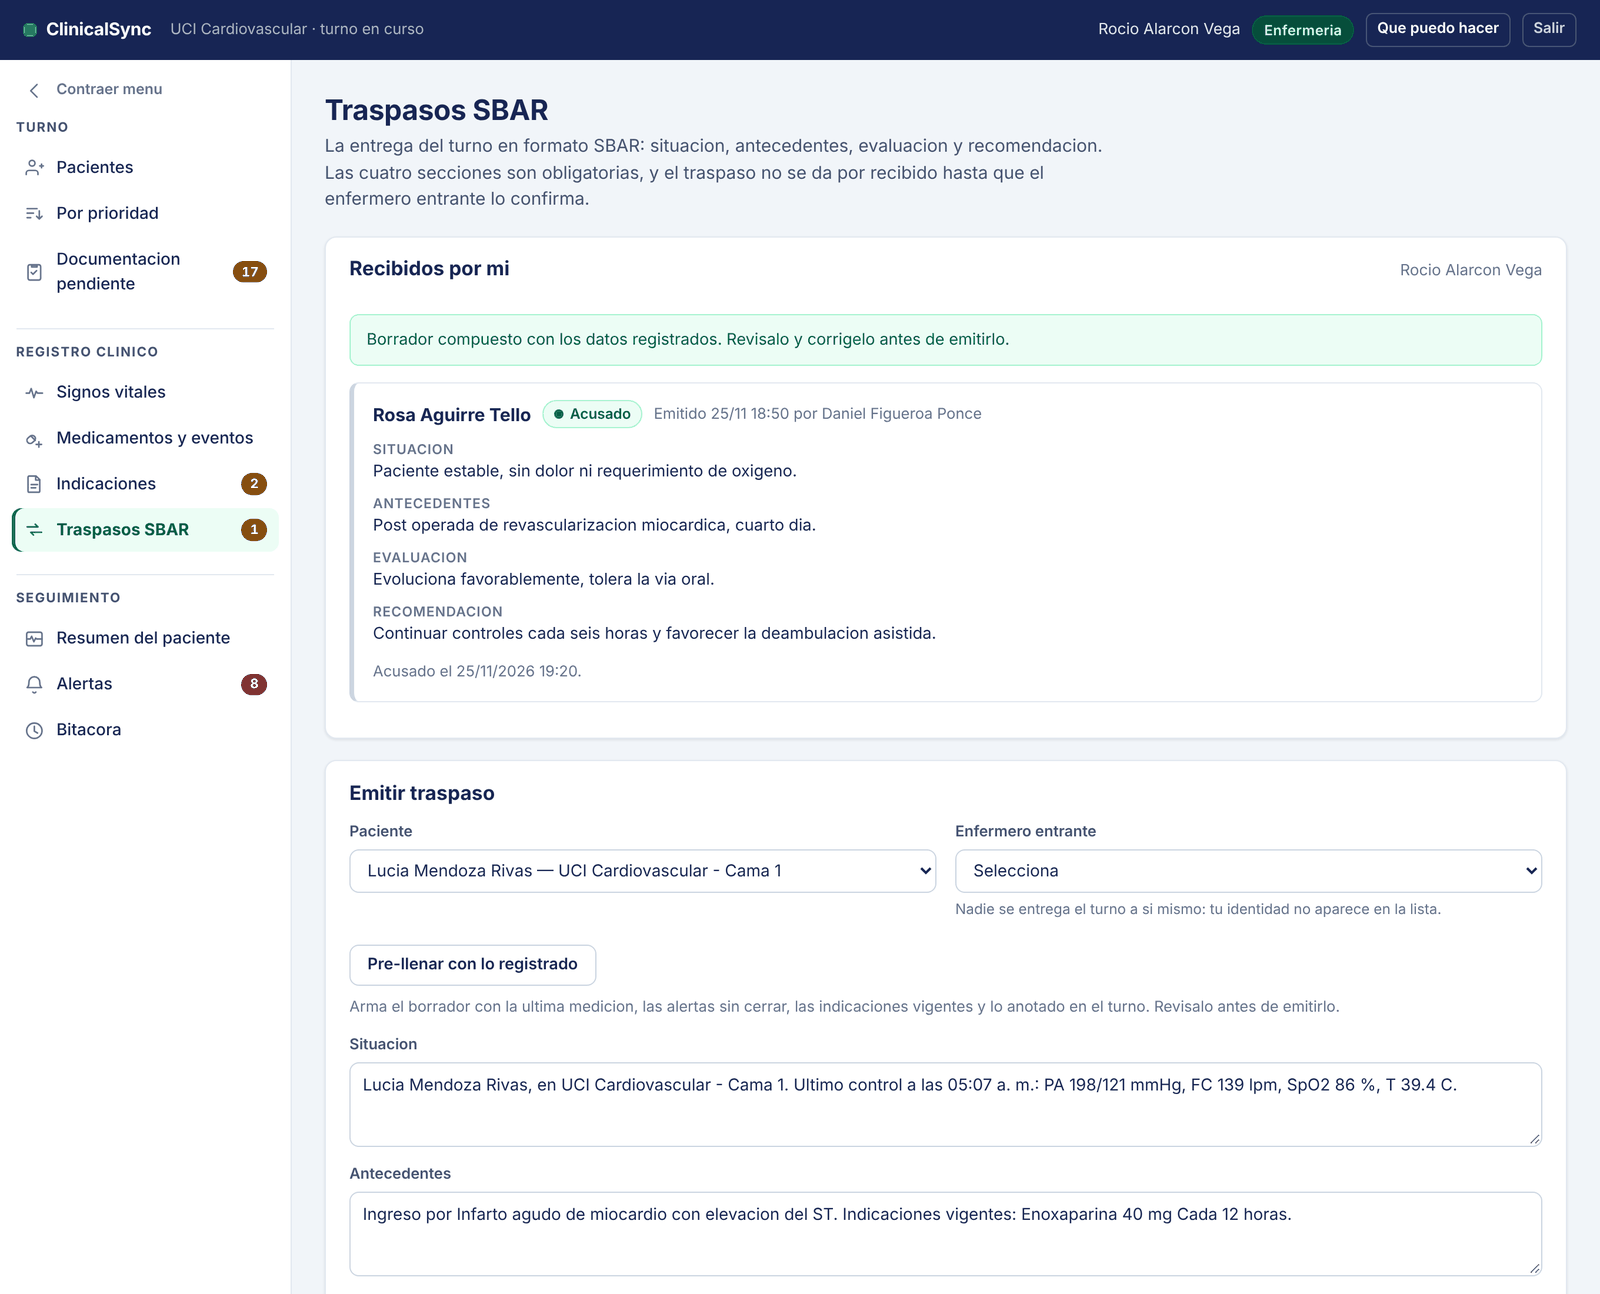 ClinicalSync
UCI Cardiovascular · turno en curso
Rocio Alarcon Vega
Enfermeria
Que puedo hacer
Salir
Contraer menu
TURNO
Pacientes
Por prioridad
Documentacion
pendiente
17
REGISTRO CLINICO
Signos vitales
Medicamentos y eventos
Indicaciones
2
Traspasos SBAR
1
SEGUIMIENTO
Resumen del paciente
Alertas
8
Bitacora
Traspasos SBAR
La entrega del turno en formato SBAR: situacion, antecedentes, evaluacion y recomendacion.
Las cuatro secciones son obligatorias, y el traspaso no se da por recibido hasta que el
enfermero entrante lo confirma.
Recibidos por mi
Rocio Alarcon Vega
Borrador compuesto con los datos registrados. Revisalo y corrigelo antes de emitirlo.
Rosa Aguirre Tello
Acusado
Emitido 25/11 18:50 por Daniel Figueroa Ponce
SITUACION
Paciente estable, sin dolor ni requerimiento de oxigeno.
ANTECEDENTES
Post operada de revascularizacion miocardica, cuarto dia.
EVALUACION
Evoluciona favorablemente, tolera la via oral.
RECOMENDACION
Continuar controles cada seis horas y favorecer la deambulacion asistida.
Acusado el 25/11/2026 19:20.
Emitir traspaso
Paciente
Lucia Mendoza Rivas — UCI Cardiovascular - Cama 1
Enfermero entrante
Selecciona
Nadie se entrega el turno a si mismo: tu identidad no aparece en la lista.
Pre-llenar con lo registrado
Arma el borrador con la ultima medicion, las alertas sin cerrar, las indicaciones vigentes y lo anotado en el turno. Revisalo antes de emitirlo.
Situacion
Lucia Mendoza Rivas, en UCI Cardiovascular - Cama 1. Ultimo control a las 05:07 a. m.: PA 198/121 mmHg, FC 139 lpm, SpO2 86 %, T 39.4 C.
Antecedentes
Ingreso por Infarto agudo de miocardio con elevacion del ST. Indicaciones vigentes: Enoxaparina 40 mg Cada 12 horas.